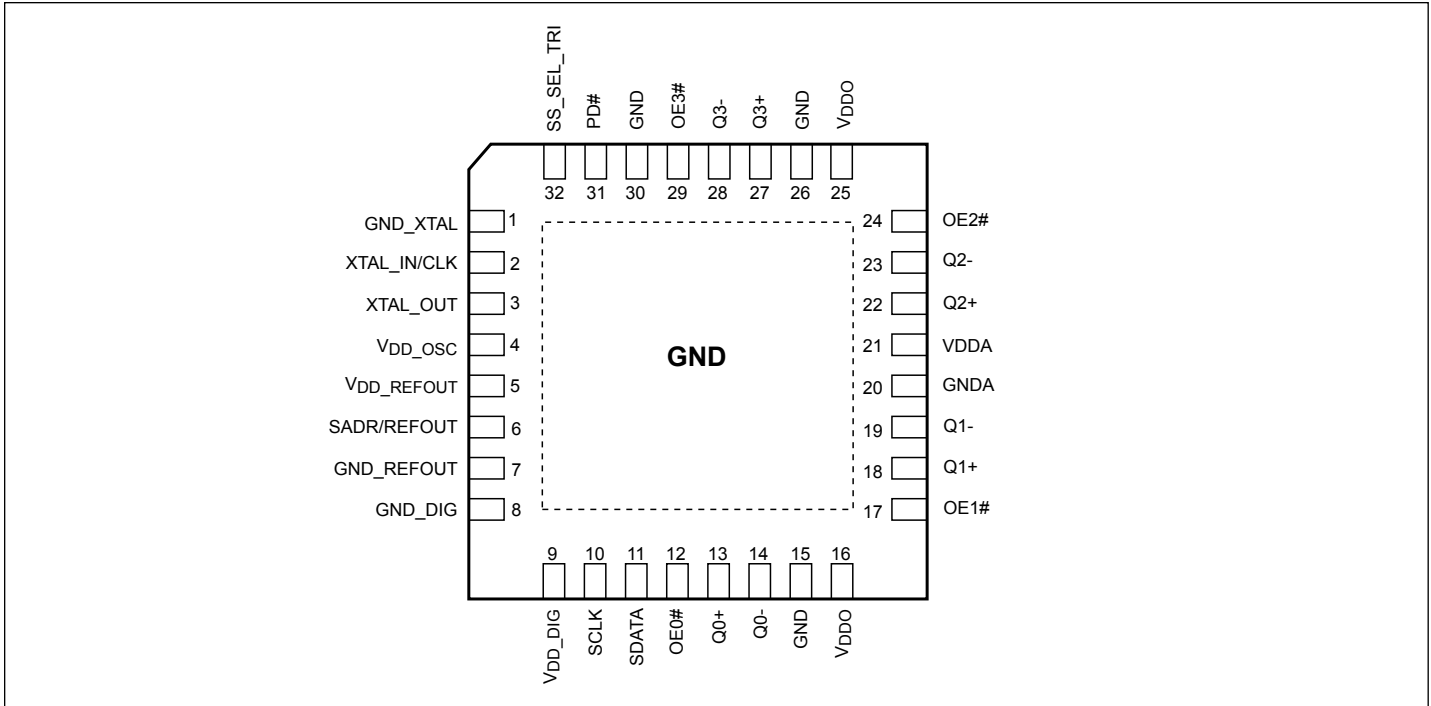 SS_SEL_TRI
PD#
GND
OE3#
Q3-
Q3+
GND
VDDO
32 31 30 29 28 27 26 25
GND_XTAL 1
XTAL_IN/CLK 2
XTAL_OUT 3
VDD_OSC 4
VDD_REFOUT 5
SADR/REFOUT 6
GND_REFOUT 7
GND_DIG 8
GND
24 OE2#
23 Q2-
22 Q2+
21 VDDA
20 GNDA
19 Q1-
18 Q1+
17 OE1#
9 10 11 12 13 14 15 16
VDD_DIG
SCLK
SDATA
OE0#
Q0+
Q0-
GND
VDDO